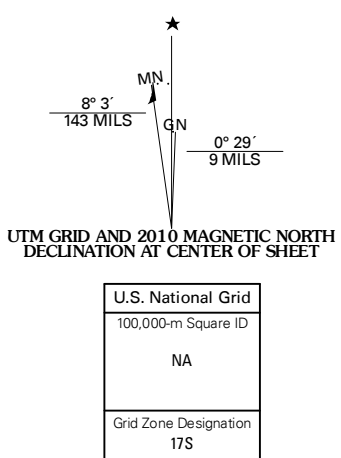 ★
MN
GN
8° 3´
143 MILS
0° 29´
9 MILS
UTM GRID AND 2010 MAGNETIC NORTH
DECLINATION AT CENTER OF SHEET
U.S. National Grid
100,000-m Square ID
NA
Grid Zone Designation
17S